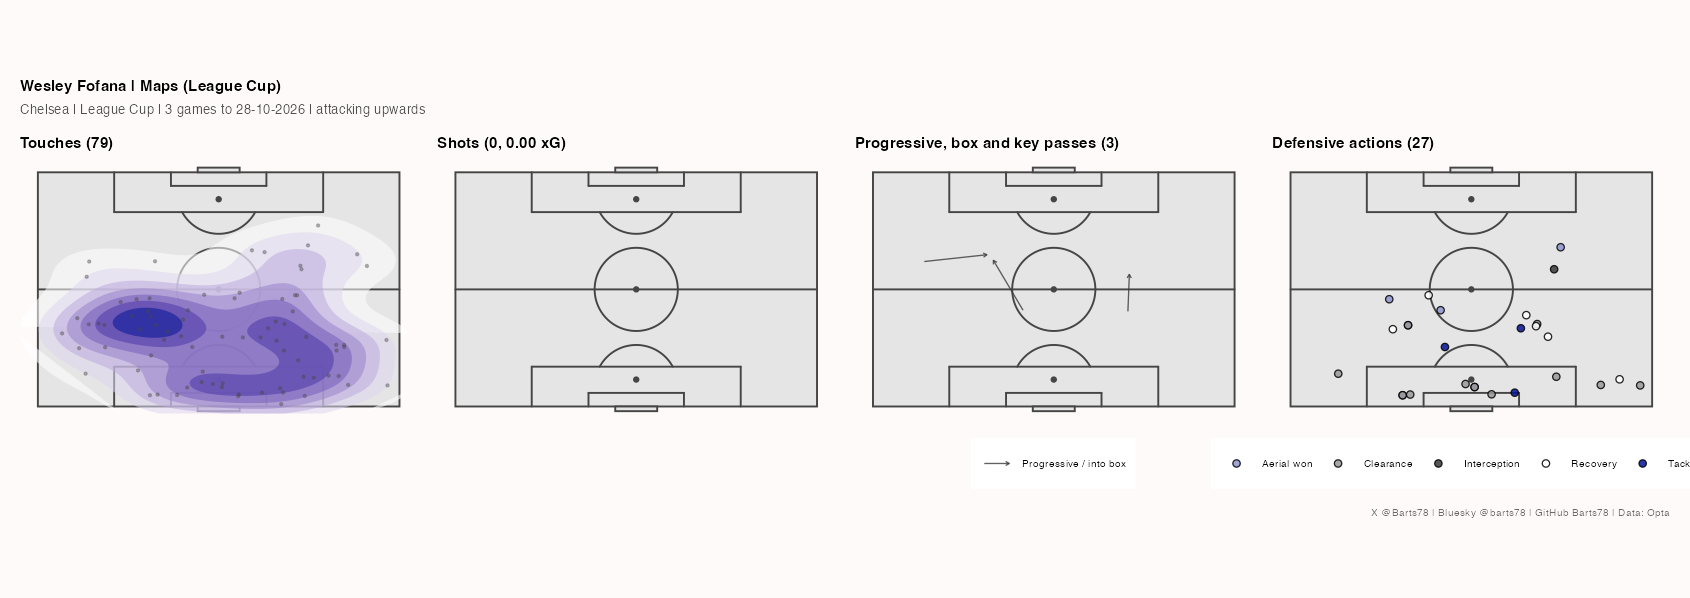 Wesley Fofana | Maps (League Cup)
Chelsea | League Cup | 3 games to 28-10-2026 | attacking upwards
Touches (79)
Shots (0, 0.00 xG)
Progressive, box and key passes (3)
Defensive actions (27)
Progressive / into box
Aerial won
Clearance
Interception
Recovery
Tack
X @Barts78 | Bluesky @barts78 | GitHub Barts78 | Data: Opta